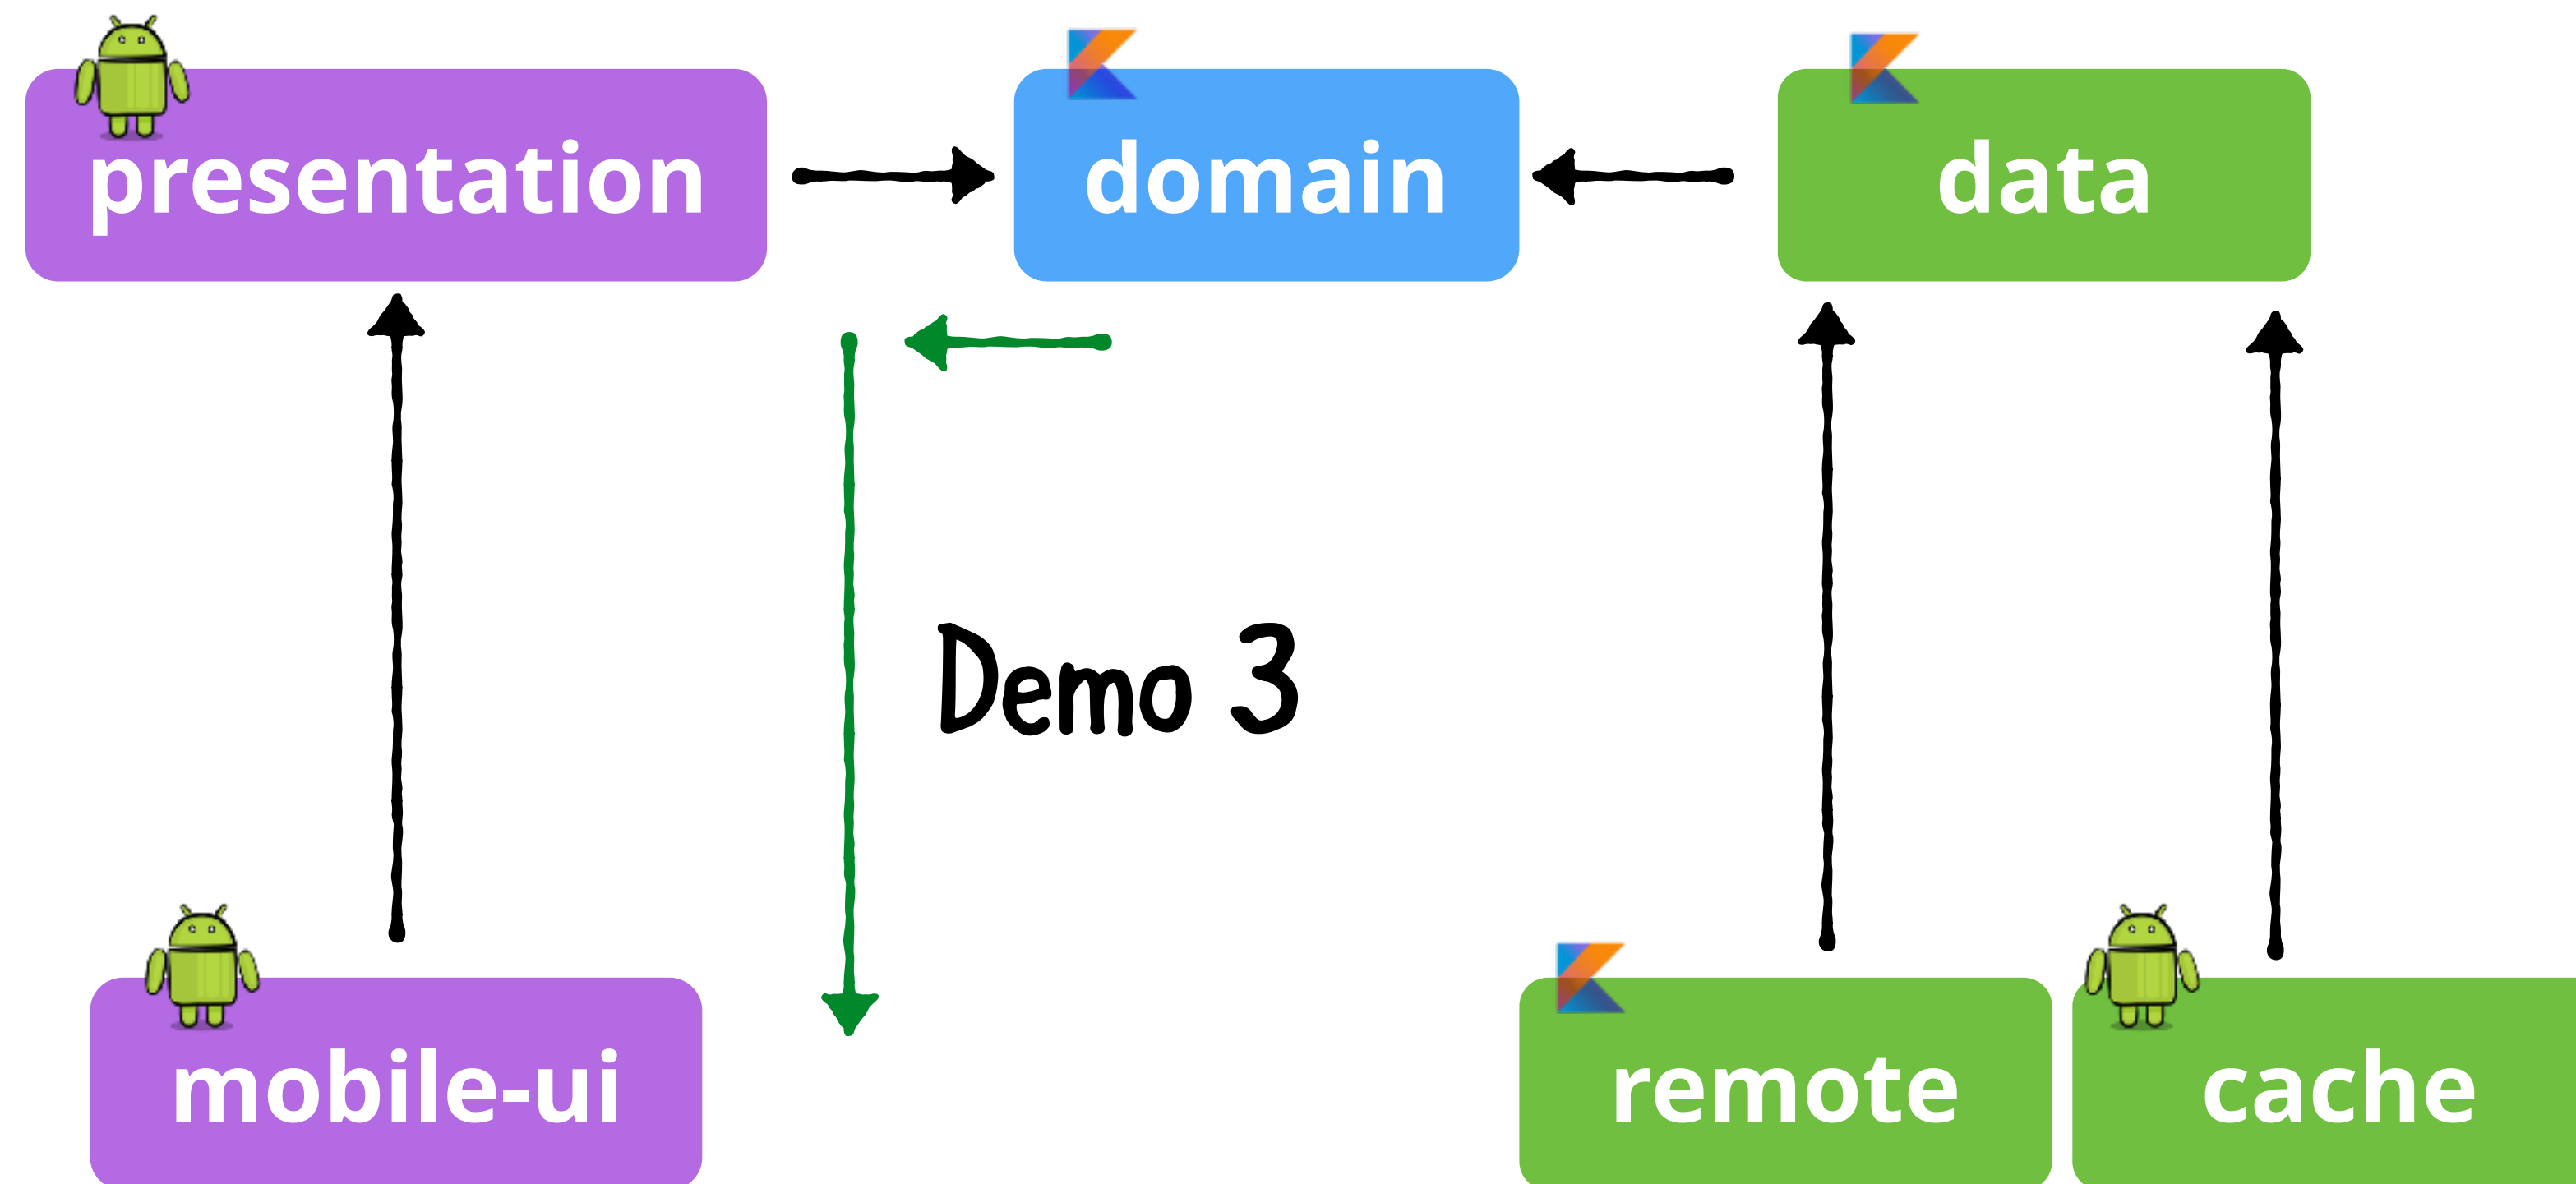 presentation
domain
data
Demo 3
mobile-ui
remote
cache